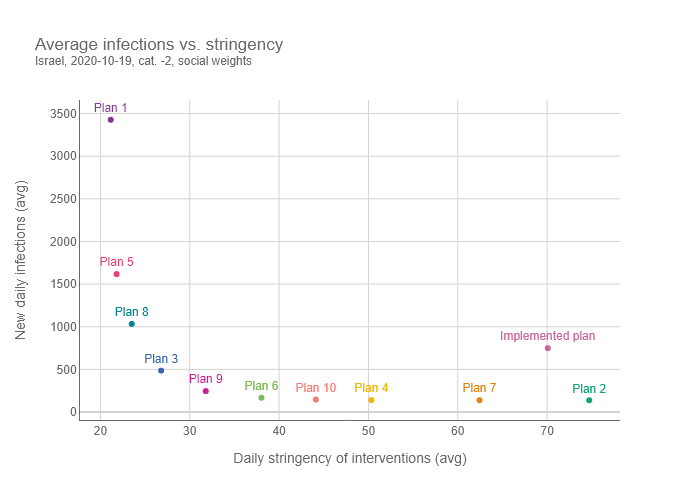 Average infections vs. stringency
Israel, 2020-10-19, cat. -2, social weights
New daily infections (avg)
3500
3000
2500
2000
1500
1000
500
0
Plan 1
Plan 5
Plan 8
Plan 3
Plan 9
Plan 6
Plan 10
Plan 4
Plan 7
Implemented plan
Plan 2
20 30 40 50 60 70
Daily stringency of interventions (avg)